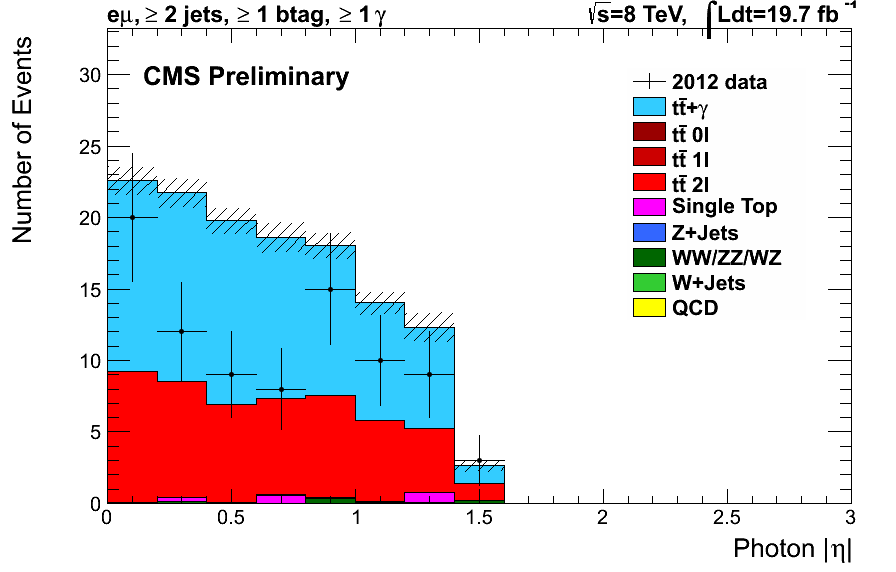 eμ, ≥ 2 jets, ≥ 1 btag, ≥ 1 γ
√s=8 TeV, ∫Ldt=19.7 fb⁻¹
CMS Preliminary
Number of Events
30
25
20
15
10
5
0
2012 data
tt̄+γ
tt̄ 0l
tt̄ 1l
tt̄ 2l
Single Top
Z+Jets
WW/ZZ/WZ
W+Jets
QCD
0 0.5 1 1.5 2 2.5 3
Photon |η|